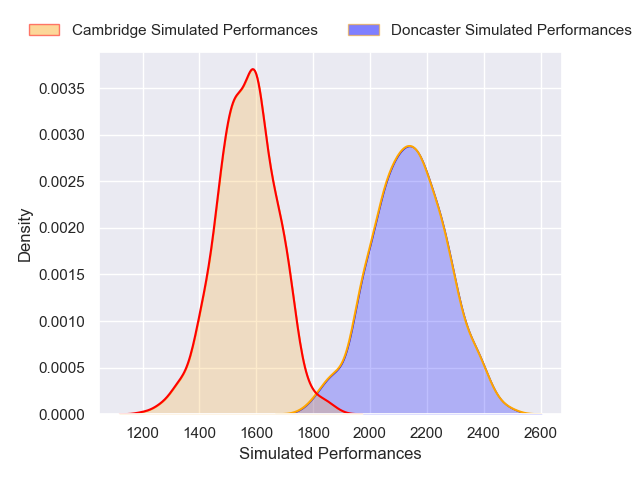 Cambridge Simulated Performances
Doncaster Simulated Performances
0.0035
0.0030
0.0025
0.0020
0.0015
0.0010
0.0005
0.0000
Density
1200 1400 1600 1800 2000 2200 2400 2600
Simulated Performances